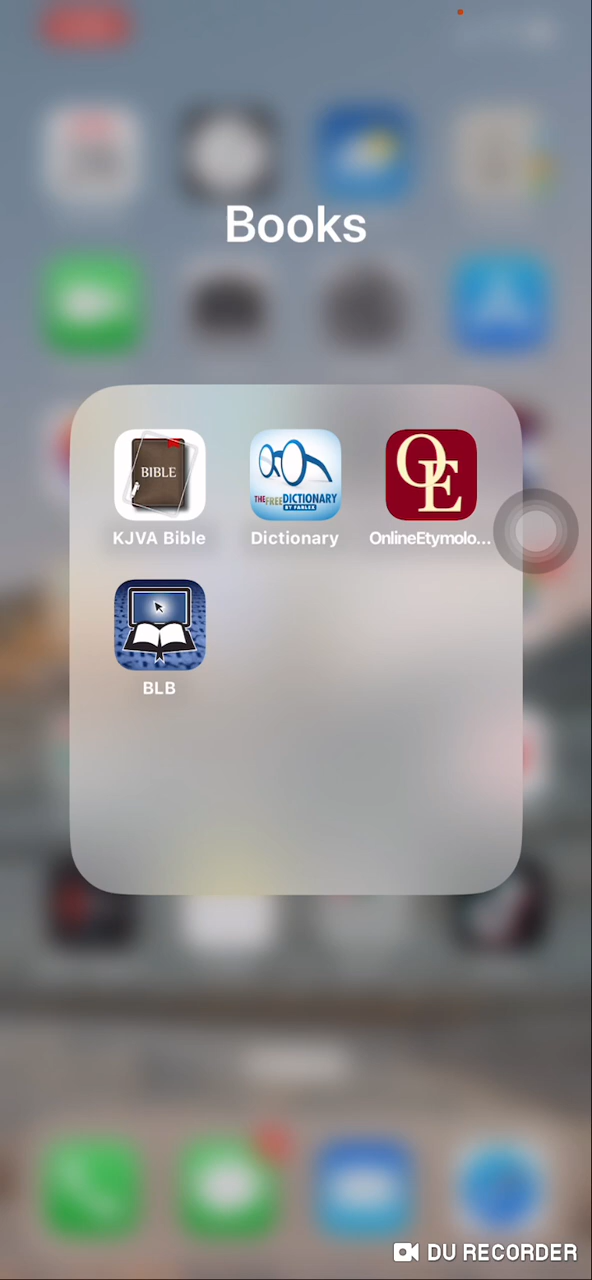 Books
BIBLE
THE FREE DICTIONARY
BY FARLEX
OE
KJVA Bible
Dictionary
OnlineEtymolo...
BLB
DU RECORDER